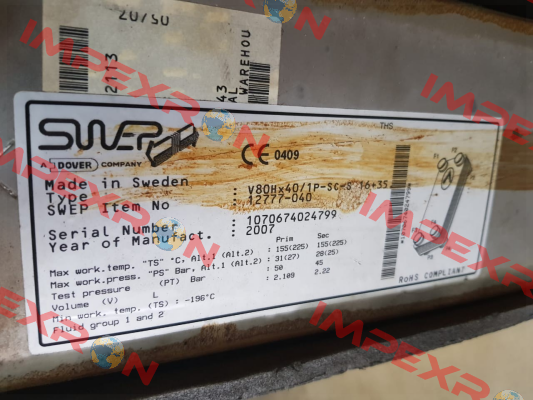 20/50
2113
43
AL
WAREHOU
THS
SWEP
A DOVER COMPANY
CE 0409
Made in Sweden
Type : V80Hx40/1P-SC-S 16+35
SWEP Item No : 12777-040
Serial Number : 1070674024799
Year of Manufact. : 2007
Prim Sec
Max work.temp. "TS" °C, Alt.1 (Alt.2) : 155(225) 155(225)
Max work.press. "PS" Bar, Alt.1 (Alt.2) : 31(27) 28(25)
Test pressure (PT) Bar : 50 45
Volume (V) L : 2.109 2.22
Min work. temp. (TS) : -196°C
Fluid group 1 and 2
RoHS COMPLIANT
IMPEXRON